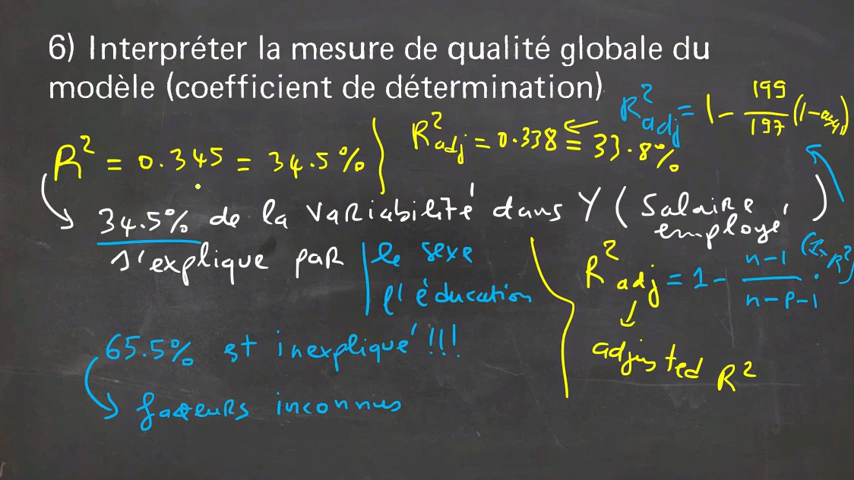 6) Interpréter la mesure de qualité globale du
modèle (coefficient de détermination)
R² = 0.345 = 34.5%
R²adj = 0.338 = 33.8%
R²adj = 1 - 199/197 (1-
34.5% de la variabilité dans Y (Salaire employé)
s'explique par le sexe
l'éducation
R²adj = 1 - n-1/n-p-1 · (1-R²)
adjusted R²
65.5% est inexpliqué !!!
facteurs inconnus